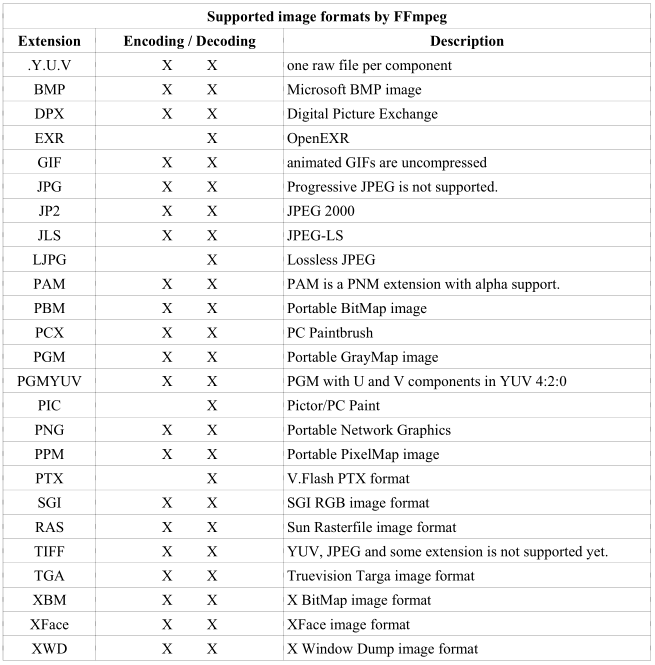 Supported image formats by FFmpeg
Extension Encoding / Decoding Description
.Y.U.V X X one raw file per component
BMP X X Microsoft BMP image
DPX X X Digital Picture Exchange
EXR X OpenEXR
GIF X X animated GIFs are uncompressed
JPG X X Progressive JPEG is not supported.
JP2 X X JPEG 2000
JLS X X JPEG-LS
LJPG X Lossless JPEG
PAM X X PAM is a PNM extension with alpha support.
PBM X X Portable BitMap image
PCX X X PC Paintbrush
PGM X X Portable GrayMap image
PGMYUV X X PGM with U and V components in YUV 4:2:0
PIC X Pictor/PC Paint
PNG X X Portable Network Graphics
PPM X X Portable PixelMap image
PTX X V.Flash PTX format
SGI X X SGI RGB image format
RAS X X Sun Rasterfile image format
TIFF X X YUV, JPEG and some extension is not supported yet.
TGA X X Truevision Targa image format
XBM X X X BitMap image format
XFace X X XFace image format
XWD X X X Window Dump image format